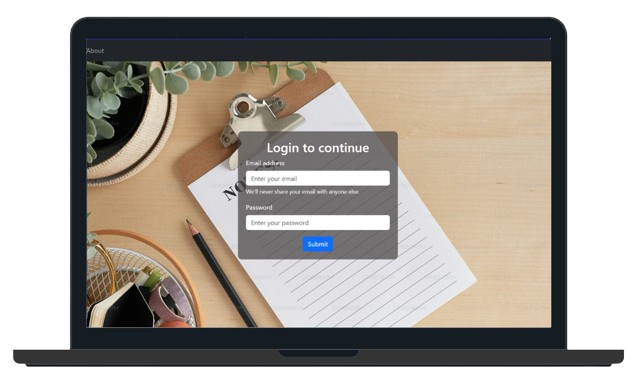 About
Login to continue
Email address
Enter your email
We'll never share your email with anyone else
Password
Enter your password
Submit